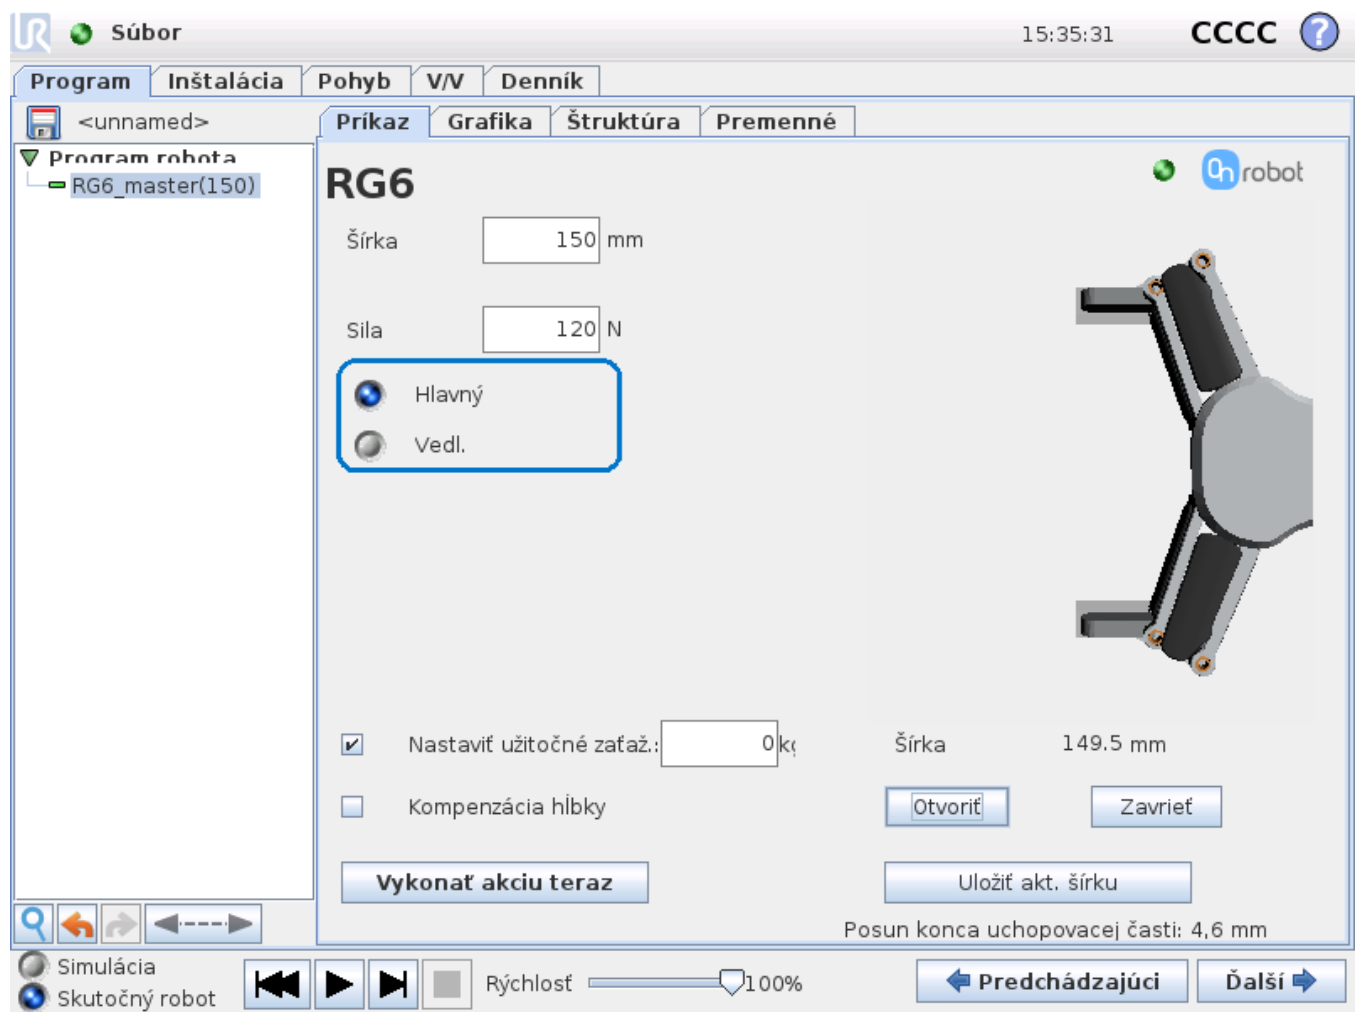 Súbor 15:35:31 CCCC ?
Program Inštalácia Pohyb V/V Denník
<unnamed> Príkaz Grafika Štruktúra Premenné
Program robota
RG6_master(150)
RG6
On robot
Šírka 150 mm
Sila 120 N
Hlavný
Vedl.
Nastaviť užitočné zaťaž.: 0 kg Šírka 149.5 mm
Kompenzácia hĺbky Otvoriť Zavrieť
Vykonať akciu teraz Uložiť akt. šírku
Posun konca uchopovacej časti: 4,6 mm
Simulácia
Skutočný robot Rýchlosť 100% Predchádzajúci Ďalší